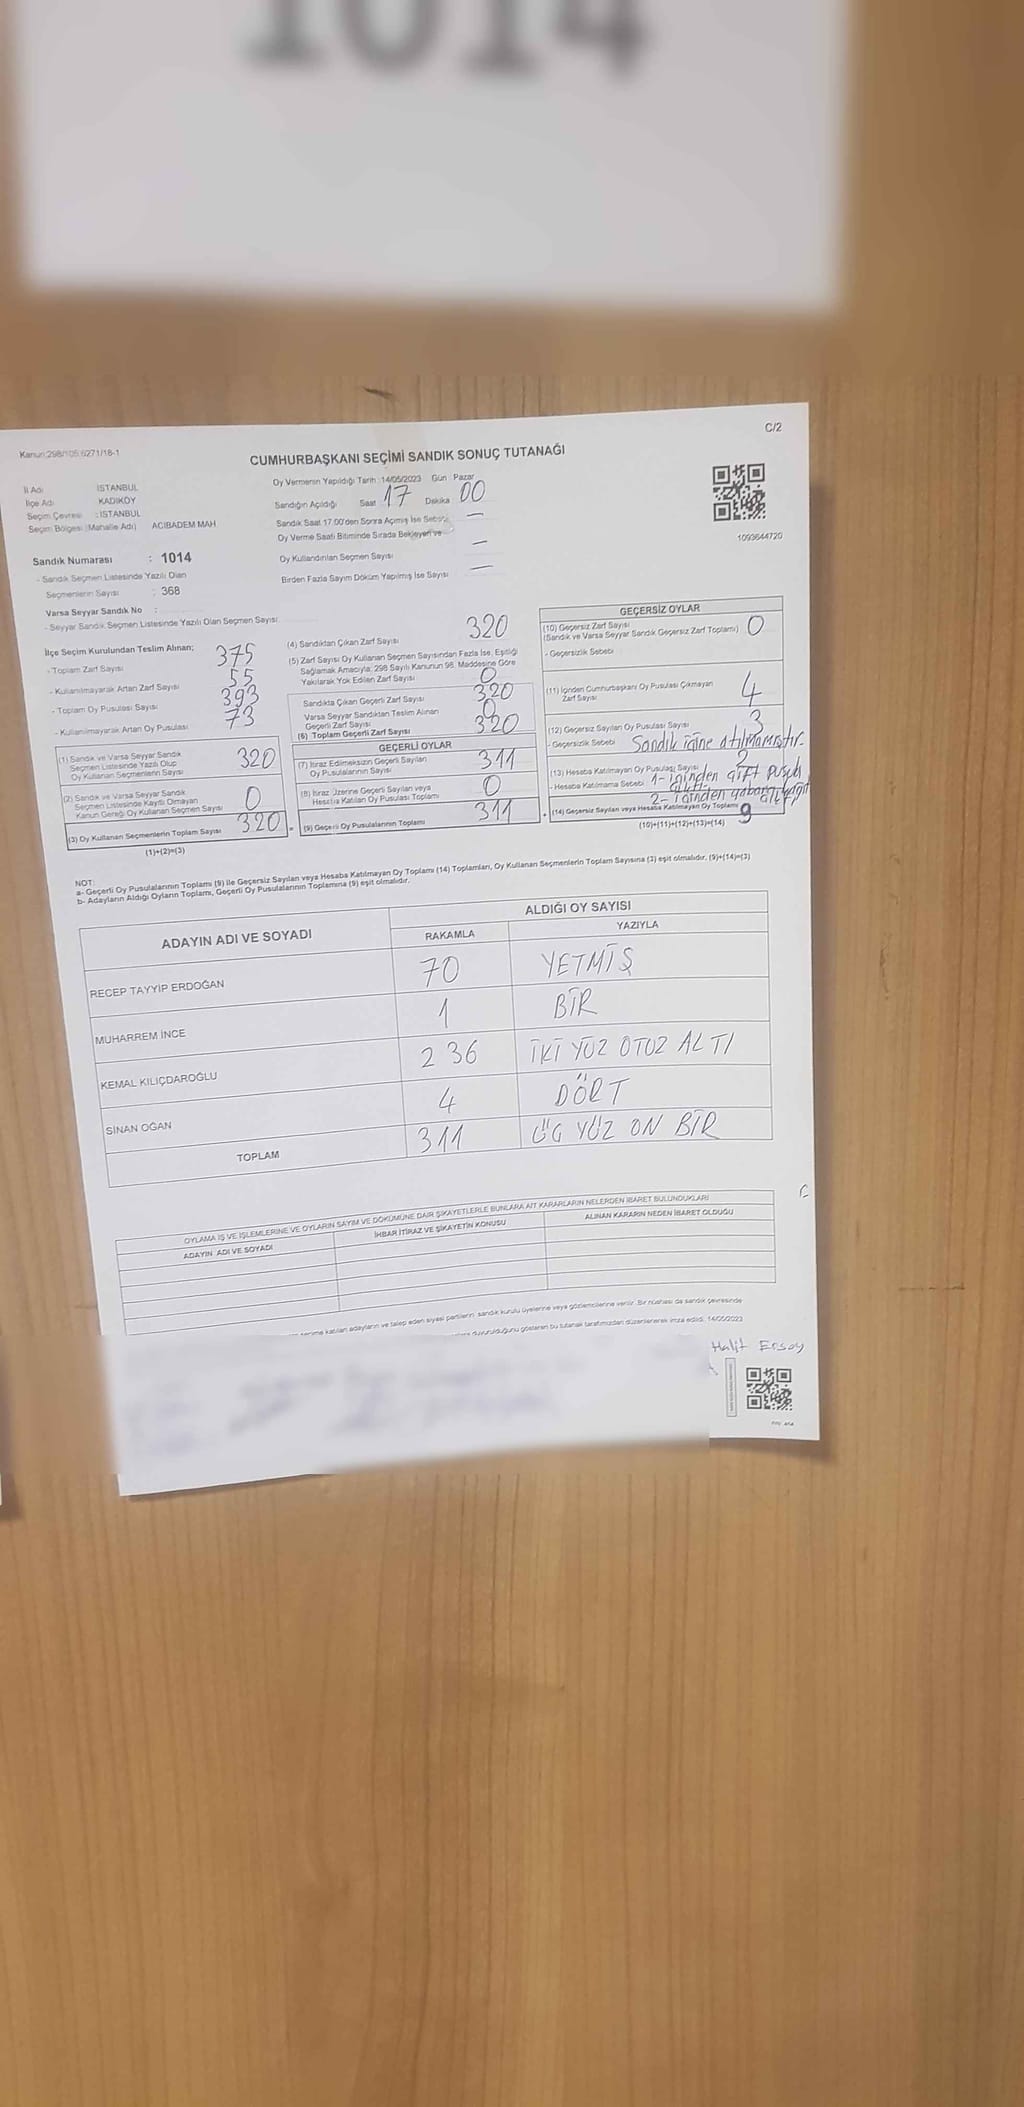 1014
C/2
Kanun:298/105;6271/18-1
CUMHURBAŞKANI SEÇİMİ SANDIK SONUÇ TUTANAĞI
İl Adı : İSTANBUL
İlçe Adı : KADIKÖY
Seçim Çevresi : İSTANBUL
Seçim Bölgesi (Mahalle Adı) ACIBADEM MAH
Sandık Numarası : 1014
- Sandık Seçmen Listesinde Yazılı Olan
Seçmenlerin Sayısı : 368
Varsa Seyyar Sandık No :
- Seyyar Sandık Seçmen Listesinde Yazılı Olan Seçmen Sayısı:
Oy Vermenin Yapıldığı Tarih : 14/05/2023 Gün : Pazar
Sandığın Açıldığı Saat 17 Dakika 00
Sandık Saat 17:00'den Sonra Açılmış İse Sebebi —
Oy Verme Saati Bitiminde Sırada Bekleyen ve
Oy Kullandırılan Seçmen Sayısı —
Birden Fazla Sayım Döküm Yapılmış İse Sayısı —
1093644720
İlçe Seçim Kurulundan Teslim Alınan;
- Toplam Zarf Sayısı 375
- Kullanılmayarak Artan Zarf Sayısı 55
- Toplam Oy Pusulası Sayısı 393
- Kullanılmayarak Artan Oy Pusulası 73
(1) Sandık ve Varsa Seyyar Sandık
Seçmen Listesinde Yazılı Olup
Oy Kullanan Seçmenlerin Sayısı 320
(2) Sandık ve Varsa Seyyar Sandık
Seçmen Listesinde Kayıtlı Olmayan
Kanun Gereği Oy Kullanan Seçmen Sayısı 0
(3) Oy Kullanan Seçmenlerin Toplam Sayısı 320
(1)+(2)=(3)
(4) Sandıktan Çıkan Zarf Sayısı 320
(5) Zarf Sayısı Oy Kullanan Seçmen Sayısından Fazla İse, Eşitliği
Sağlamak Amacıyla, 298 Sayılı Kanunun 98. Maddesine Göre
Yakılarak Yok Edilen Zarf Sayısı 0
Sandıkta Çıkan Geçerli Zarf Sayısı 320
Varsa Seyyar Sandıktan Teslim Alınan
Geçerli Zarf Sayısı 0
(6) Toplam Geçerli Zarf Sayısı 320
GEÇERLİ OYLAR
(7) İtiraz Edilmeksizin Geçerli Sayılan
Oy Pusulalarının Sayısı 311
(8) İtiraz Üzerine Geçerli Sayılan veya
Hesaba Katılan Oy Pusulası Toplamı 0
= (9) Geçerli Oy Pusulalarının Toplamı 311
GEÇERSİZ OYLAR
(10) Geçersiz Zarf Sayısı
(Sandık ve Varsa Seyyar Sandık Geçersiz Zarf Toplamı) 0
- Geçersizlik Sebebi
(11) İçinden Cumhurbaşkanı Oy Pusulası Çıkmayan
Zarf Sayısı 4
(12) Geçersiz Sayılan Oy Pusulası Sayısı 3
- Geçersizlik Sebebi Sandık içine atılmamıştır.
(13) Hesaba Katılmayan Oy Pusulası Sayısı 2
- Hesaba Katılmama Sebebi 1- içinden çift pusula
çıktı
2- içinden yabancı kağıt
+ (14) Geçersiz Sayılan veya Hesaba Katılmayan Oy Toplamı 9
(10)+(11)+(12)+(13)=(14)
NOT:
a- Geçerli Oy Pusulalarının Toplamı (9) ile Geçersiz Sayılan veya Hesaba Katılmayan Oy Toplamı (14) Toplamları, Oy Kullanan Seçmenlerin Toplam Sayısına (3) eşit olmalıdır. (9)+(14)=(3)
b- Adayların Aldığı Oyların Toplamı, Geçerli Oy Pusulalarının Toplamına (9) eşit olmalıdır.
ADAYIN ADI VE SOYADI
ALDIĞI OY SAYISI
RAKAMLA YAZIYLA
RECEP TAYYİP ERDOĞAN 70 YETMİŞ
MUHARREM İNCE 1 BİR
KEMAL KILIÇDAROĞLU 236 İKİ YÜZ OTUZ ALTI
SİNAN OĞAN 4 DÖRT
TOPLAM 311 ÜÇ YÜZ ON BİR
OYLAMA İŞ VE İŞLEMLERİNE VE OYLARIN SAYIM VE DÖKÜMÜNE DAİR ŞİKAYETLERLE BUNLARA AİT KARARLARIN NELERDEN İBARET BULUNDUKLARI
ADAYIN ADI VE SOYADI İHBAR İTİRAZ VE ŞİKAYETİN KONUSU ALINAN KARARIN NEDEN İBARET OLDUĞU
seçime katılan adayların ve talep eden siyasi partilerin sandık kurulu üyelerine veya gözlemcilerine verilir. Bir nüshası da sandık çevresinde
duyurulduğunu gösteren bu tutanak tarafımızdan düzenlenerek imza edildi. 14/05/2023
Halit Ersoy